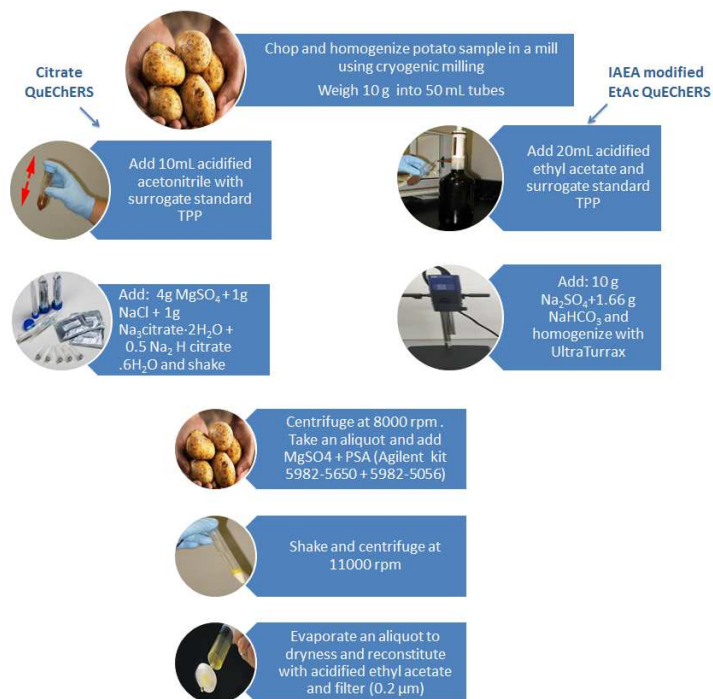 Chop and homogenize potato sample in a mill
using cryogenic milling
Weigh 10 g into 50 mL tubes
Citrate
QuEChERS
IAEA modified
EtAc QuEChERS
Add 10mL acidified
acetonitrile with
surrogate standard
TPP
Add 20mL acidified
ethyl acetate and
surrogate standard
TPP
Add: 4g MgSO₄ + 1g
NaCl + 1g
Na₃citrate·2H₂O +
0.5 Na₂ H citrate
.6H₂O and shake
Add: 10 g
Na₂SO₄+1.66 g
NaHCO₃ and
homogenize with
UltraTurrax
Centrifuge at 8000 rpm .
Take an aliquot and add
MgSO4 + PSA (Agilent kit
5982-5650 + 5982-5056)
Shake and centrifuge at
11000 rpm
Evaporate an aliquot to
dryness and reconstitute
with acidified ethyl acetate
and filter (0.2 µm)